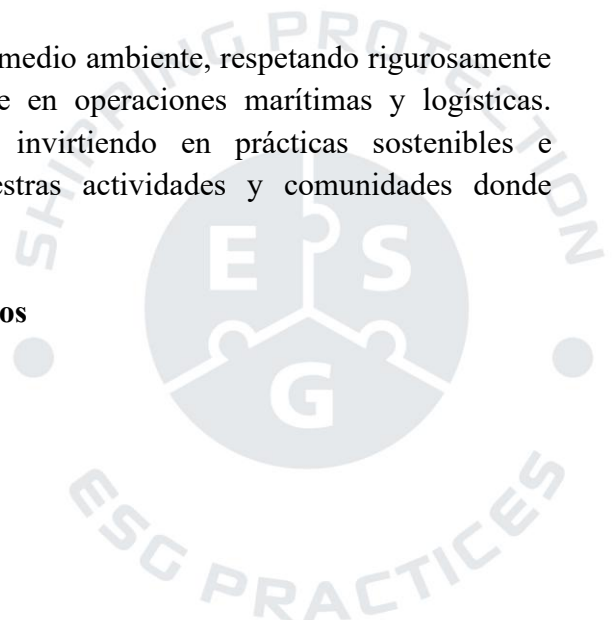 medio ambiente, respetando rigurosamente
e en operaciones marítimas y logísticas.
invirtiendo en prácticas sostenibles e
estras actividades y comunidades donde
os
SHIPPING PROTECTION
E S
G
ESG PRACTICES